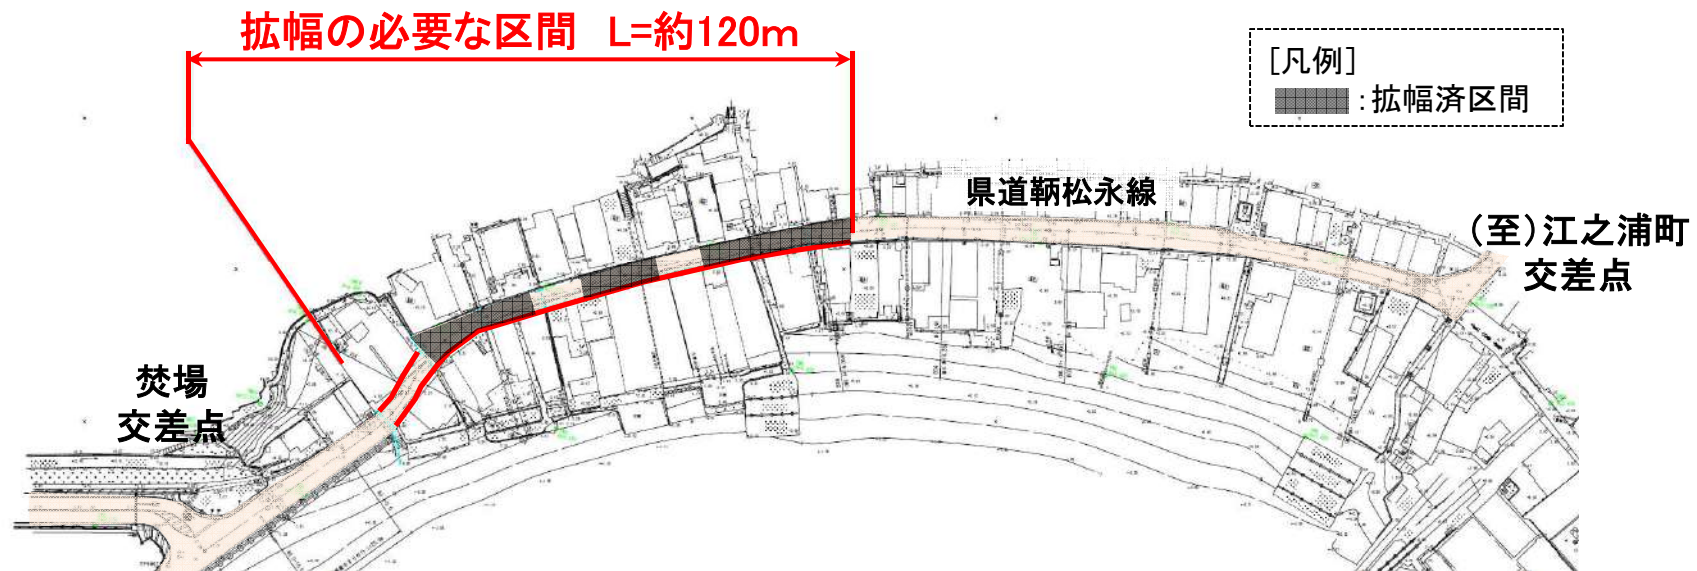 拡幅の必要な区間 L=約120m
[凡例]
:拡幅済区間
県道鞆松永線
(至)江之浦町
交差点
焚場
交差点